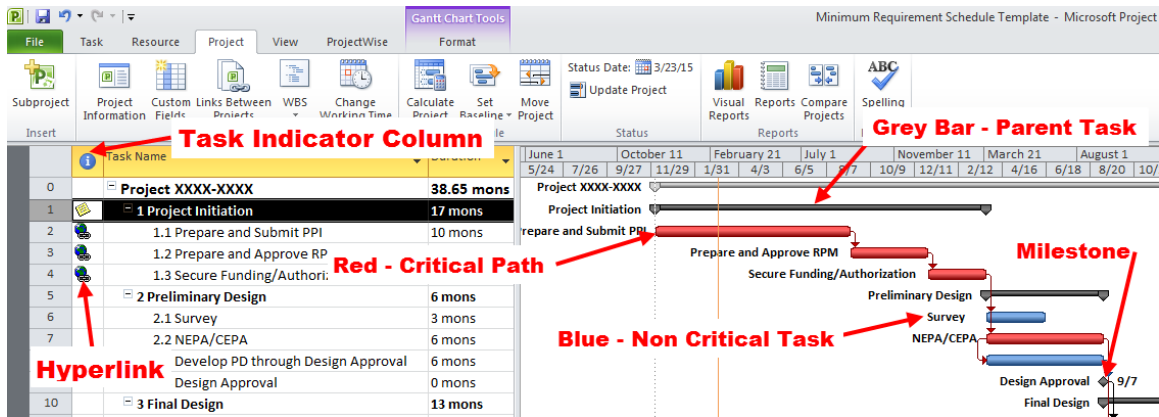 Gantt Chart Tools
Minimum Requirement Schedule Template - Microsoft Project
File Task Resource Project View ProjectWise Format
Subproject
Project Information
Custom Fields
Links Between Projects
WBS
Change Working Time
Calculate Project
Set Baseline
Move Project
Status Date: 3/23/15
Update Project
Visual Reports
Reports
Compare Projects
ABC
Spelling
Insert
Status
Reports
Task Indicator Column
Grey Bar - Parent Task
Task Name
June 1 October 11 February 21 July 1 November 11 March 21 August 1
5/24 7/26 9/27 11/29 1/31 4/3 6/5 10/9 12/11 2/12 4/16 6/18 8/20 10/
0 Project XXXX-XXXX 38.65 mons Project XXXX-XXXX
1 1 Project Initiation 17 mons Project Initiation
2 1.1 Prepare and Submit PPI 10 mons Prepare and Submit PPI
3 1.2 Prepare and Approve RP Prepare and Approve RPM
Milestone
Red - Critical Path
4 1.3 Secure Funding/Authori Secure Funding/Authorization
5 2 Preliminary Design 6 mons Preliminary Design
6 2.1 Survey 3 mons Survey
Blue - Non Critical Task
7 2.2 NEPA/CEPA 6 mons NEPA/CEPA
Hyperlink
Develop PD through Design Approval 6 mons
Design Approval 0 mons Design Approval 9/7
10 3 Final Design 13 mons Final Design